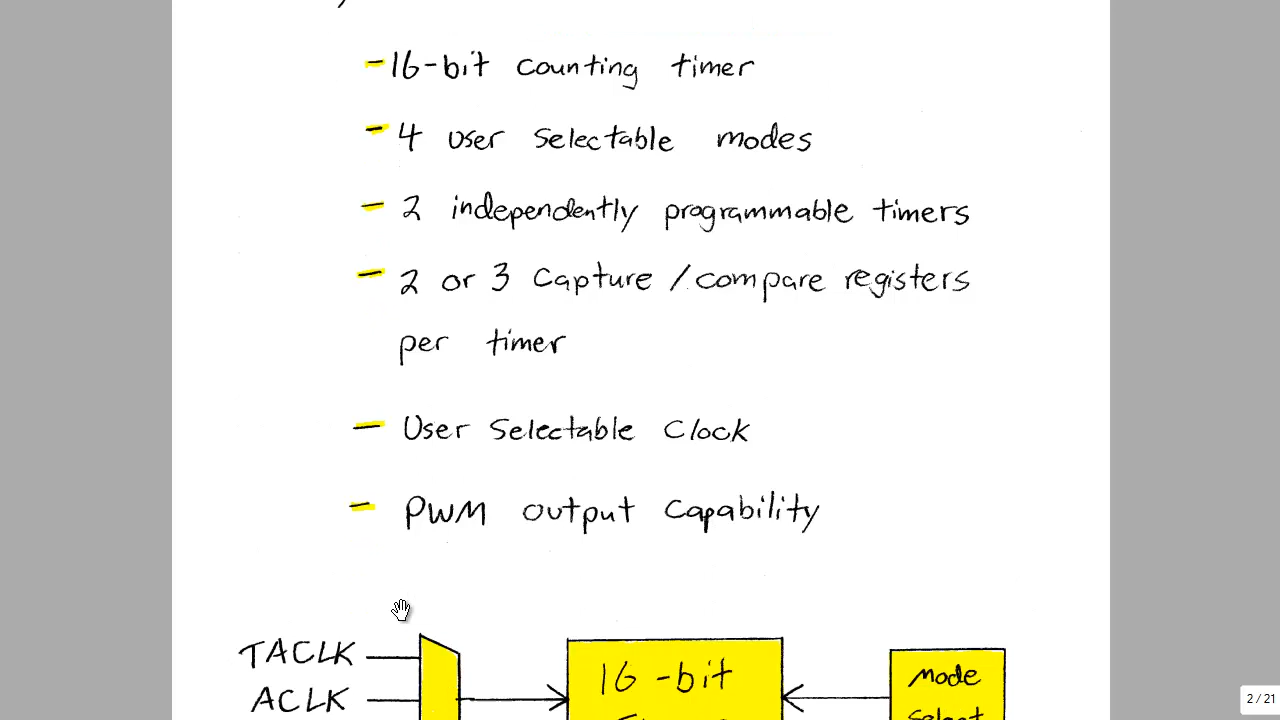 -16-bit counting timer
- 4 user selectable modes
- 2 independently programmable timers
- 2 or 3 capture / compare registers
per timer
- User selectable clock
- PWM output capability
TACLK
ACLK
16-bit
Mode
Select
2 / 21